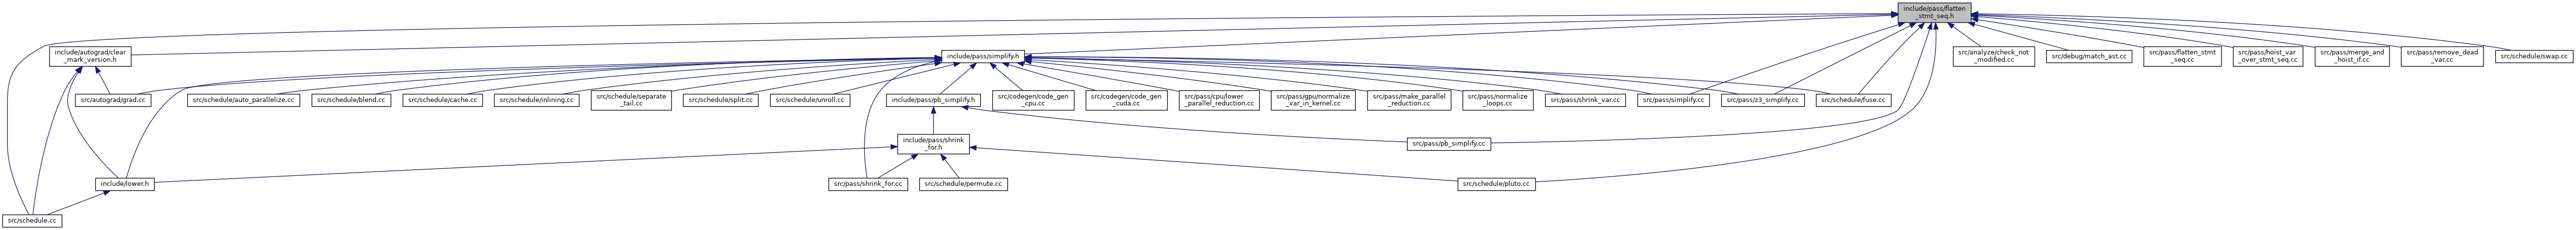 include/pass/flatten
_stmt_seq.h
include/autograd/clear
_mark_version.h
include/pass/simplify.h
src/analyze/check_not
_modified.cc
src/debug/match_ast.cc
src/pass/flatten_stmt
_seq.cc
src/pass/hoist_var
_over_stmt_seq.cc
src/pass/merge_and
_hoist_if.cc
src/pass/remove_dead
_var.cc
src/schedule/swap.cc
src/autograd/grad.cc
src/schedule/auto_parallelize.cc
src/schedule/blend.cc
src/schedule/cache.cc
src/schedule/inlining.cc
src/schedule/separate
_tail.cc
src/schedule/split.cc
src/schedule/unroll.cc
include/pass/pb_simplify.h
src/codegen/code_gen
_cpu.cc
src/codegen/code_gen
_cuda.cc
src/pass/cpu/lower
_parallel_reduction.cc
src/pass/gpu/normalize
_var_in_kernel.cc
src/pass/make_parallel
_reduction.cc
src/pass/normalize
_loops.cc
src/pass/shrink_var.cc
src/pass/simplify.cc
src/pass/z3_simplify.cc
src/schedule/fuse.cc
include/pass/shrink
_for.h
src/pass/pb_simplify.cc
include/lower.h
src/pass/shrink_for.cc
src/schedule/permute.cc
src/schedule/pluto.cc
src/schedule.cc